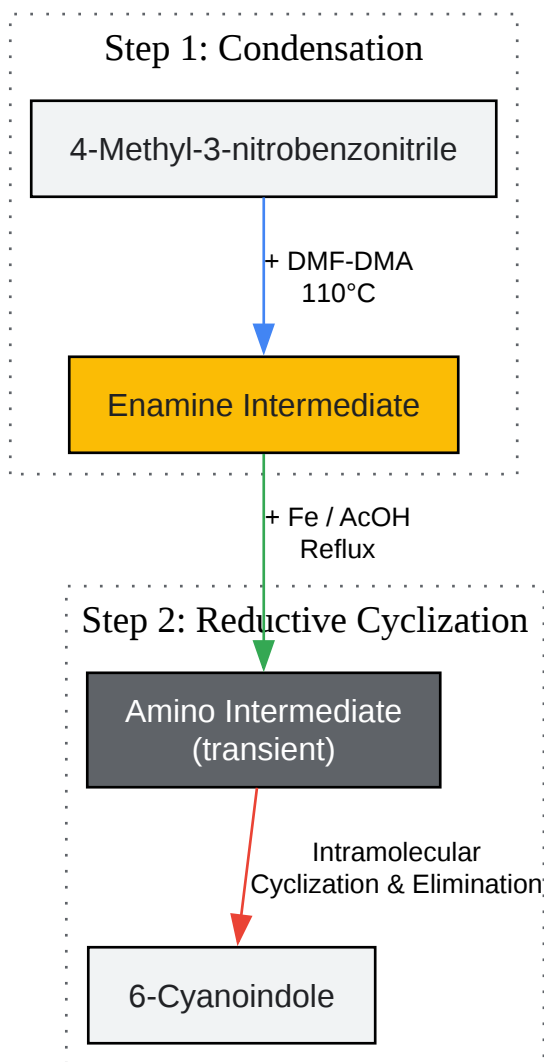 Step 1: Condensation
4-Methyl-3-nitrobenzonitrile
+ DMF-DMA
110°C
Enamine Intermediate
+ Fe / AcOH
Reflux
Step 2: Reductive Cyclization
Amino Intermediate
(transient)
Intramolecular
Cyclization & Elimination
6-Cyanoindole